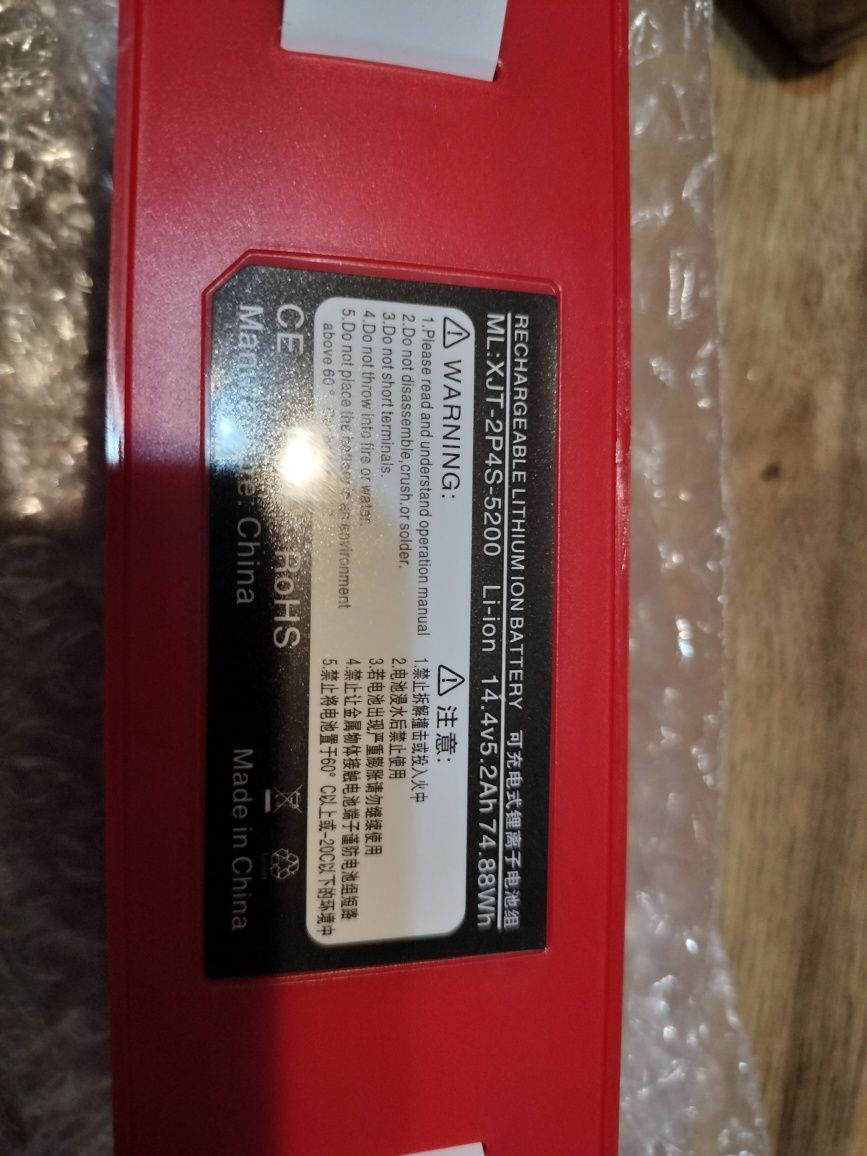 RECHARGEABLE LITHIUM ION BATTERY 可充电式锂离子电池组
ML:XJT-2P4S-5200 Li-ion 14.4v5.2Ah 74.88Wh
WARNING:
1.Please read and understand operation manual
2.Do not disassemble,crush,or solder.
3.Do not short terminals.
4.Do not throw into fire or water.
5.Do not place the battery in an environment
above 60°
注意:
1.禁止拆解撞击或投入火中
2.电池浸水后禁止使用
3.若电池出现严重膨胀请勿继续使用
4.禁止让金属物体接触电池端子谨防电池组短路
5.禁止将电池置于60°C以上或-20C以下的环境中
CE RoHS
China Made in China